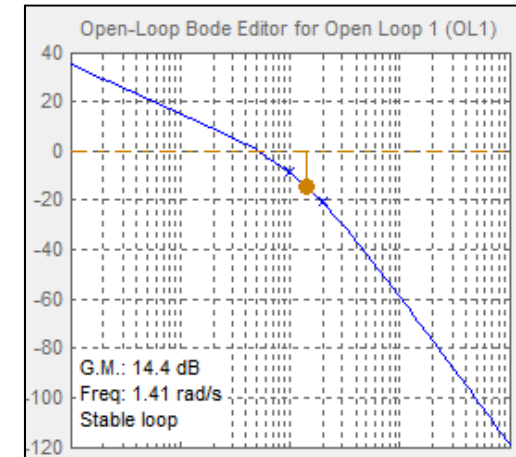 Open-Loop Bode Editor for Open Loop 1 (OL1)
40
20
0
-20
-40
-60
-80
-100
-120
G.M.: 14.4 dB
Freq: 1.41 rad/s
Stable loop